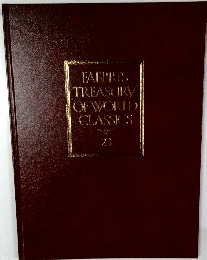 FABBRI'S
TREASURY
OF WORLD
CLASSICS
23